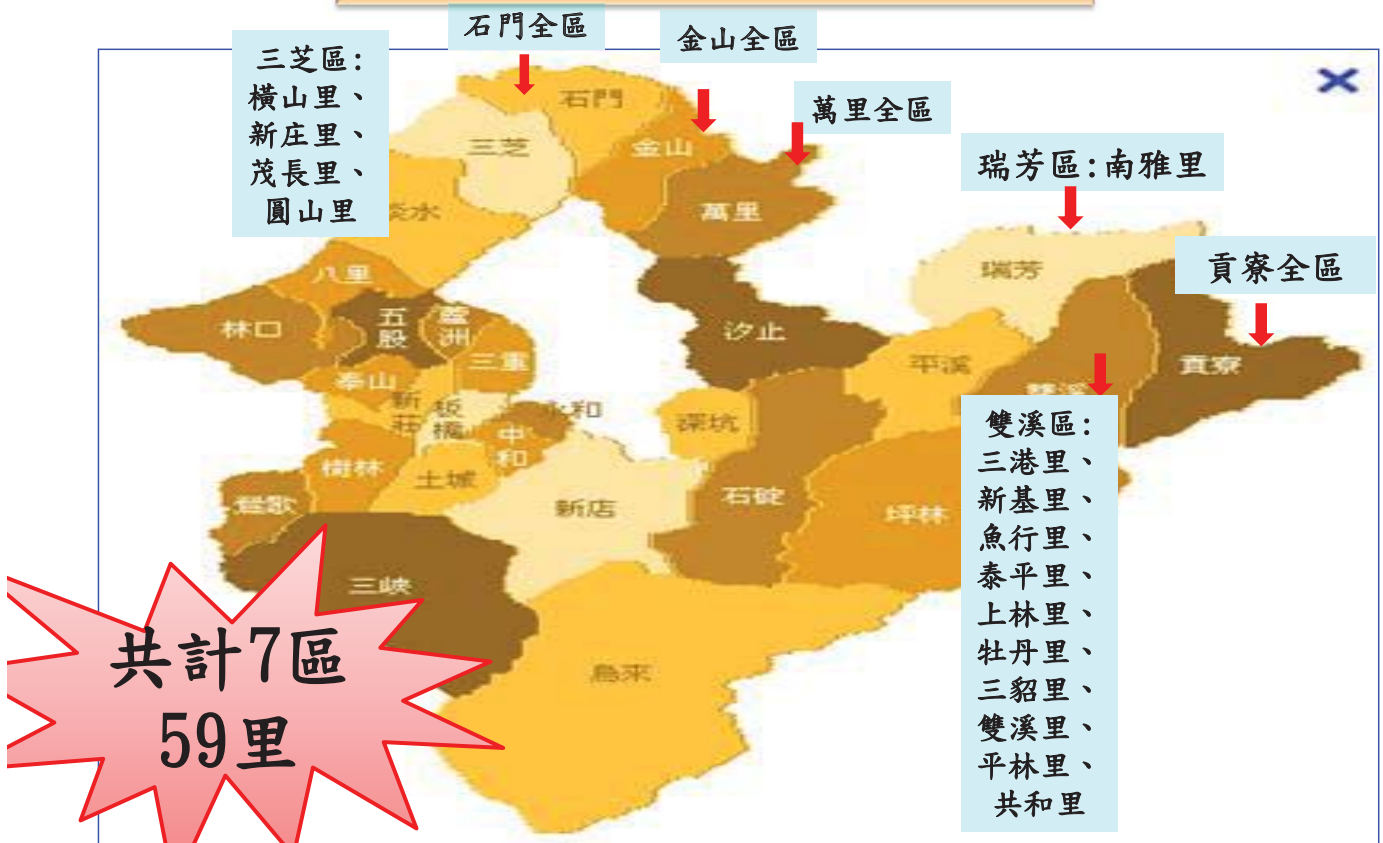 石門全區
金山全區
三芝區:
橫山里、
新庄里、
茂長里、
圓山里
萬里全區
瑞芳區:南雅里
貢寮全區
石門
三芝
金山
淡水
萬里
八里
瑞芳
林口
五股
蘆洲
汐止
三重
平溪
貢寮
雙溪
泰山
新莊
板橋
永和
中和
深坑
樹林
土城
鶯歌
新店
石碇
坪林
三峽
烏來
雙溪區:
三港里、
新基里、
魚行里、
泰平里、
上林里、
牡丹里、
三貂里、
雙溪里、
平林里、
共和里
共計7區
59里